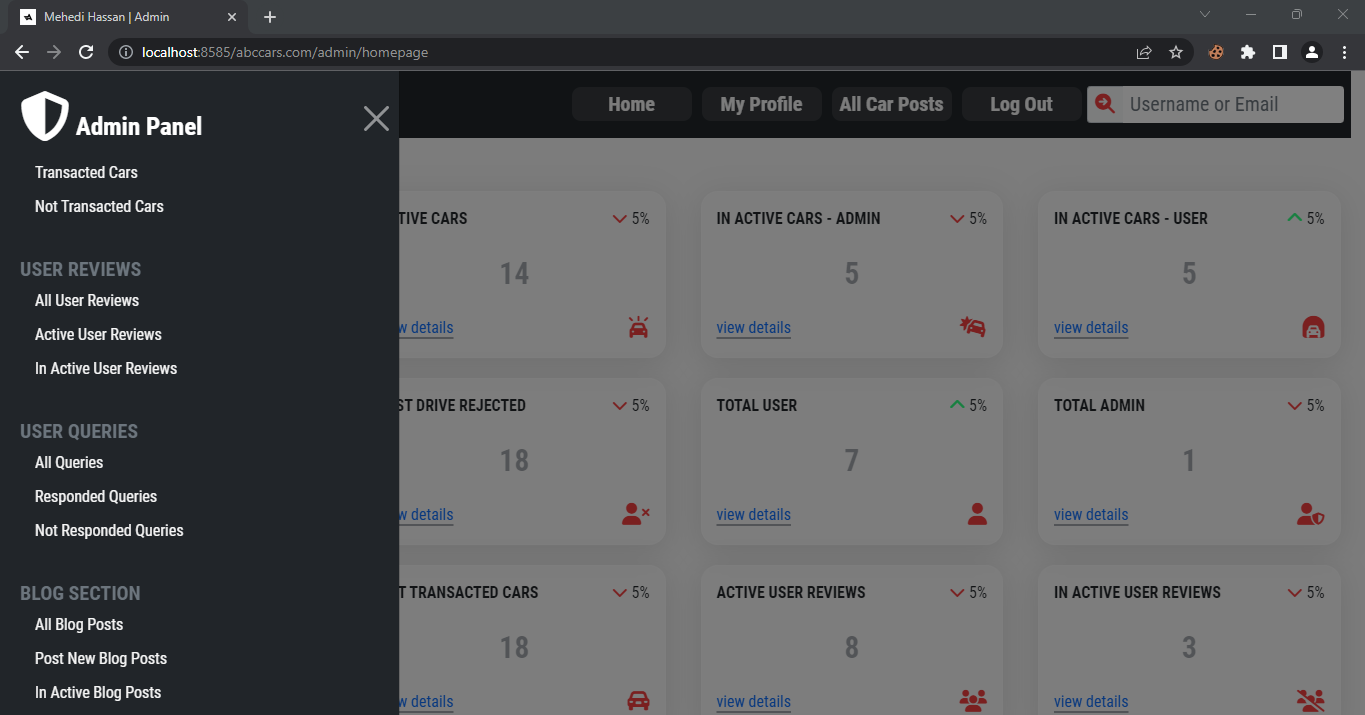 Mehedi Hassan | Admin
localhost:8585/abccars.com/admin/homepage
Admin Panel
Transacted Cars
Not Transacted Cars
USER REVIEWS
All User Reviews
Active User Reviews
In Active User Reviews
USER QUERIES
All Queries
Responded Queries
Not Responded Queries
BLOG SECTION
All Blog Posts
Post New Blog Posts
In Active Blog Posts
Home My Profile All Car Posts Log Out Username or Email
TIVE CARS 5%
14
w details
IN ACTIVE CARS - ADMIN 5%
5
view details
IN ACTIVE CARS - USER 5%
5
view details
ST DRIVE REJECTED 5%
18
w details
TOTAL USER 5%
7
view details
TOTAL ADMIN 5%
1
view details
T TRANSACTED CARS 5%
18
w details
ACTIVE USER REVIEWS 5%
8
view details
IN ACTIVE USER REVIEWS 5%
3
view details